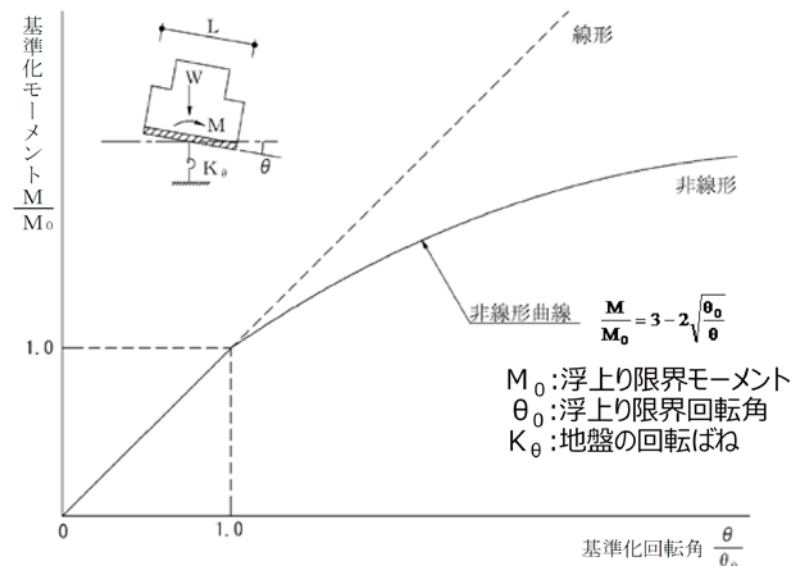 基準化モーメント M/M₀
L
W
M
θ
K_θ
線形
非線形
非線形曲線
M/M₀ = 3 − 2√(θ₀/θ)
1.0
M₀:浮上り限界モーメント
θ₀:浮上り限界回転角
K_θ:地盤の回転ばね
0
1.0
基準化回転角 θ/θ₀